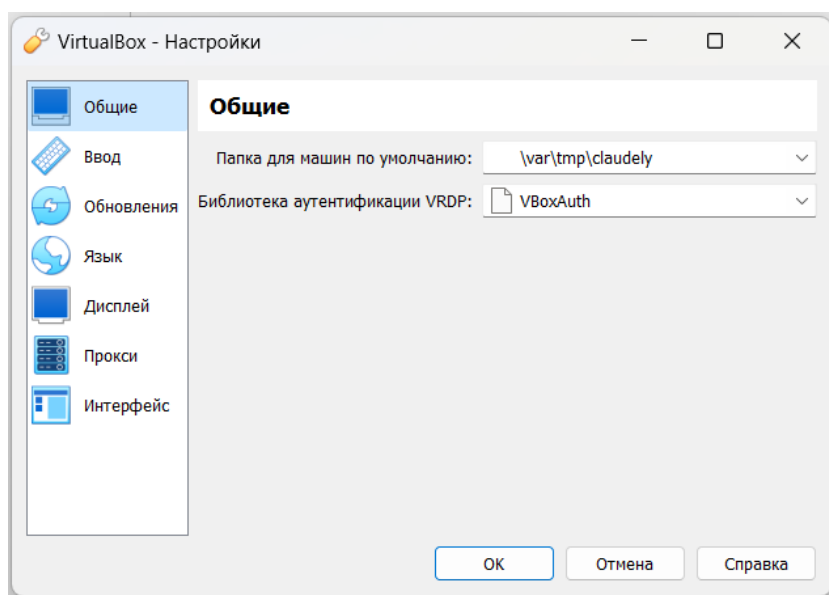 VirtualBox - Настройки
Общие
Ввод
Обновления
Язык
Дисплей
Прокси
Интерфейс
Общие
Папка для машин по умолчанию: \var\tmp\claudely
Библиотека аутентификации VRDP: VBoxAuth
OK Отмена Справка